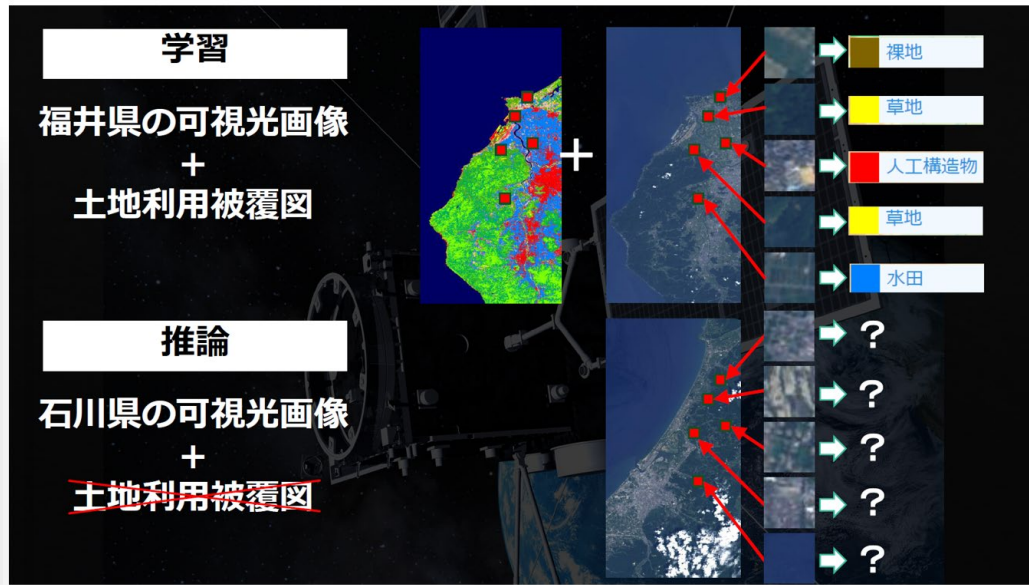 学習
福井県の可視光画像
+
土地利用被覆図
+
裸地
草地
人工構造物
草地
水田
推論
石川県の可視光画像
+
土地利用被覆図
?
?
?
?
?